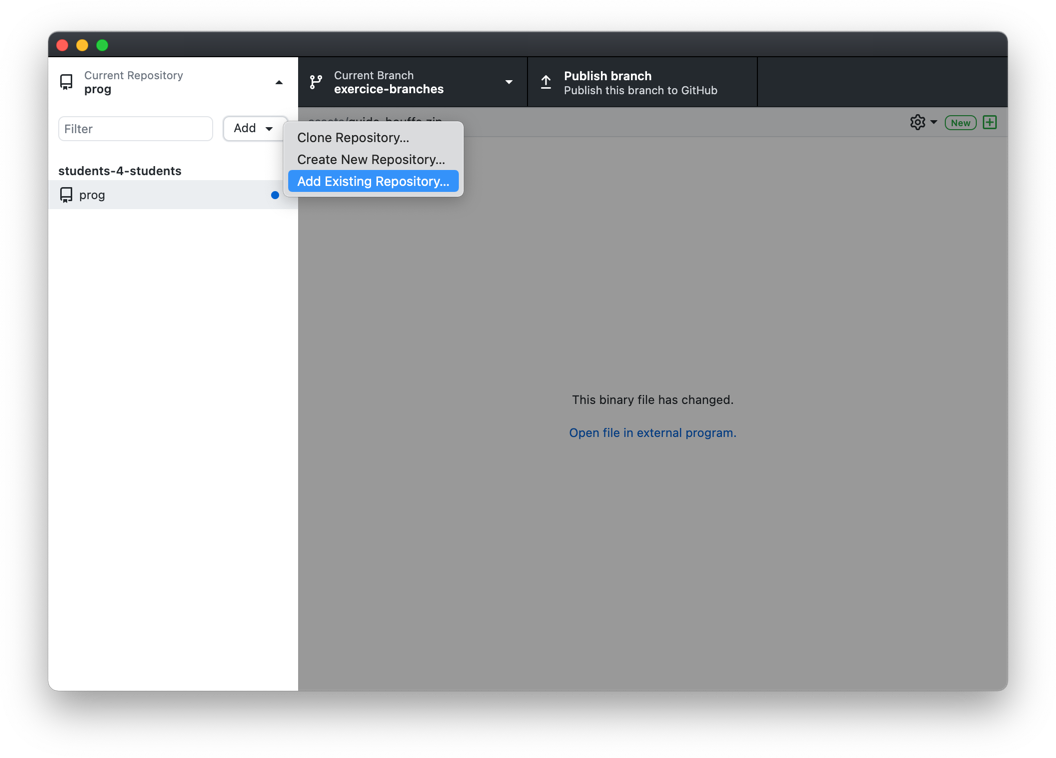 Current Repository
prog
Current Branch
exercice-branches
Publish branch
Publish this branch to GitHub
Filter
Add
Clone Repository...
Create New Repository...
Add Existing Repository...
New
students-4-students
prog
This binary file has changed.
Open file in external program.